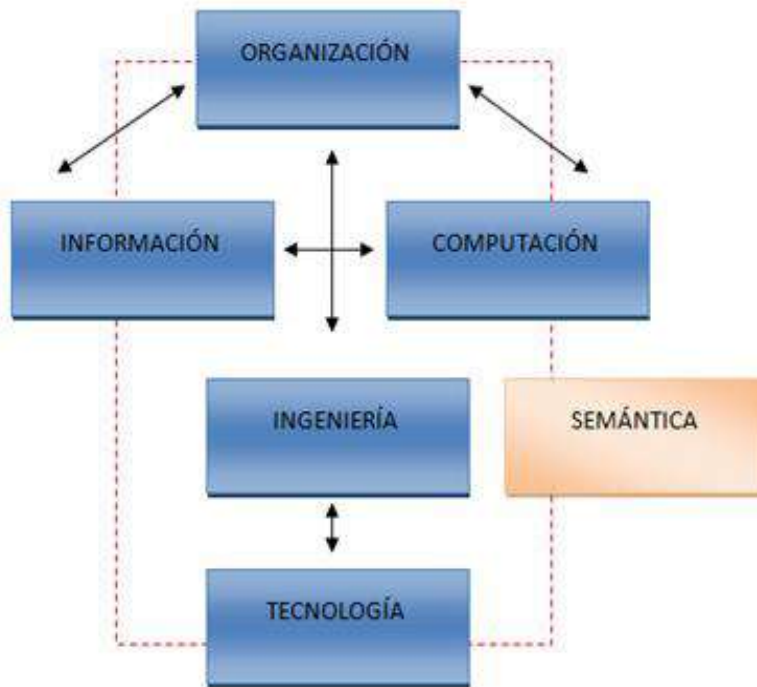 ORGANIZACIÓN
INFORMACIÓN
COMPUTACIÓN
INGENIERÍA
SEMÁNTICA
TECNOLOGÍA